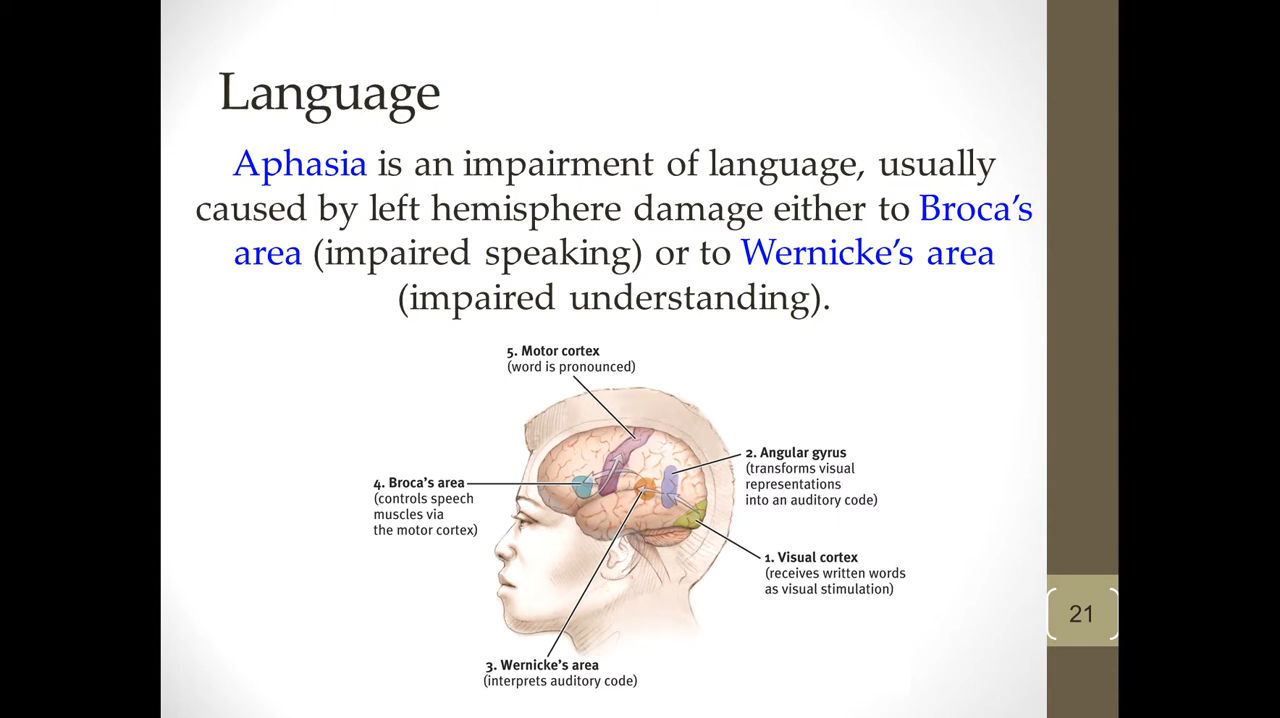 Language
Aphasia is an impairment of language, usually
caused by left hemisphere damage either to Broca’s
area (impaired speaking) or to Wernicke’s area
(impaired understanding).
5. Motor cortex
(word is pronounced)
2. Angular gyrus
(transforms visual
representations
into an auditory code)
4. Broca’s area
(controls speech
muscles via
the motor cortex)
1. Visual cortex
(receives written words
as visual stimulation)
3. Wernicke’s area
(interprets auditory code)
21